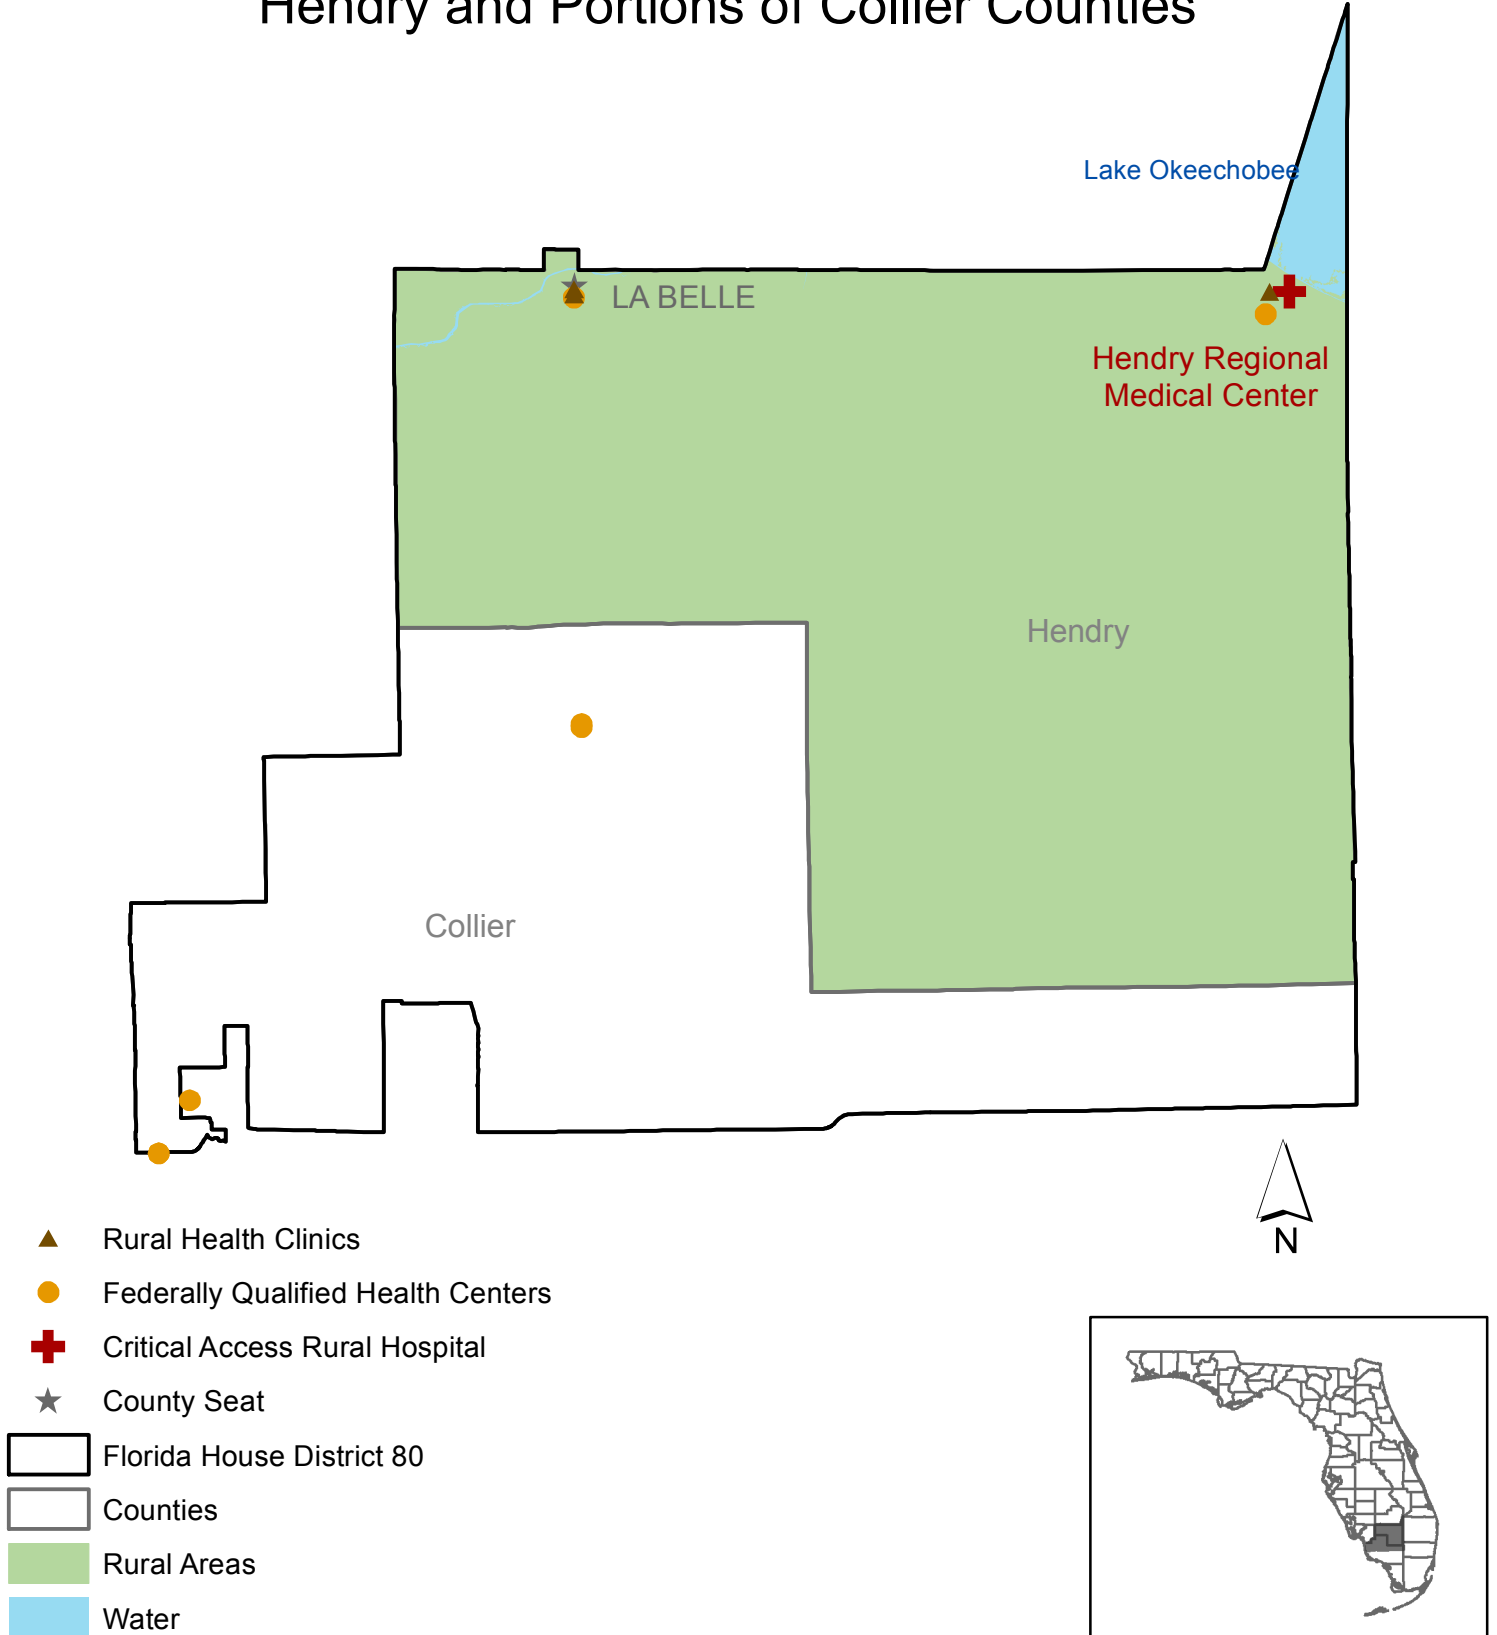 Hendry and Portions of Collier Counties
Lake Okeechobee
LA BELLE
Hendry Regional
Medical Center
Hendry
Collier
N
Rural Health Clinics
Federally Qualified Health Centers
Critical Access Rural Hospital
County Seat
Florida House District 80
Counties
Rural Areas
Water